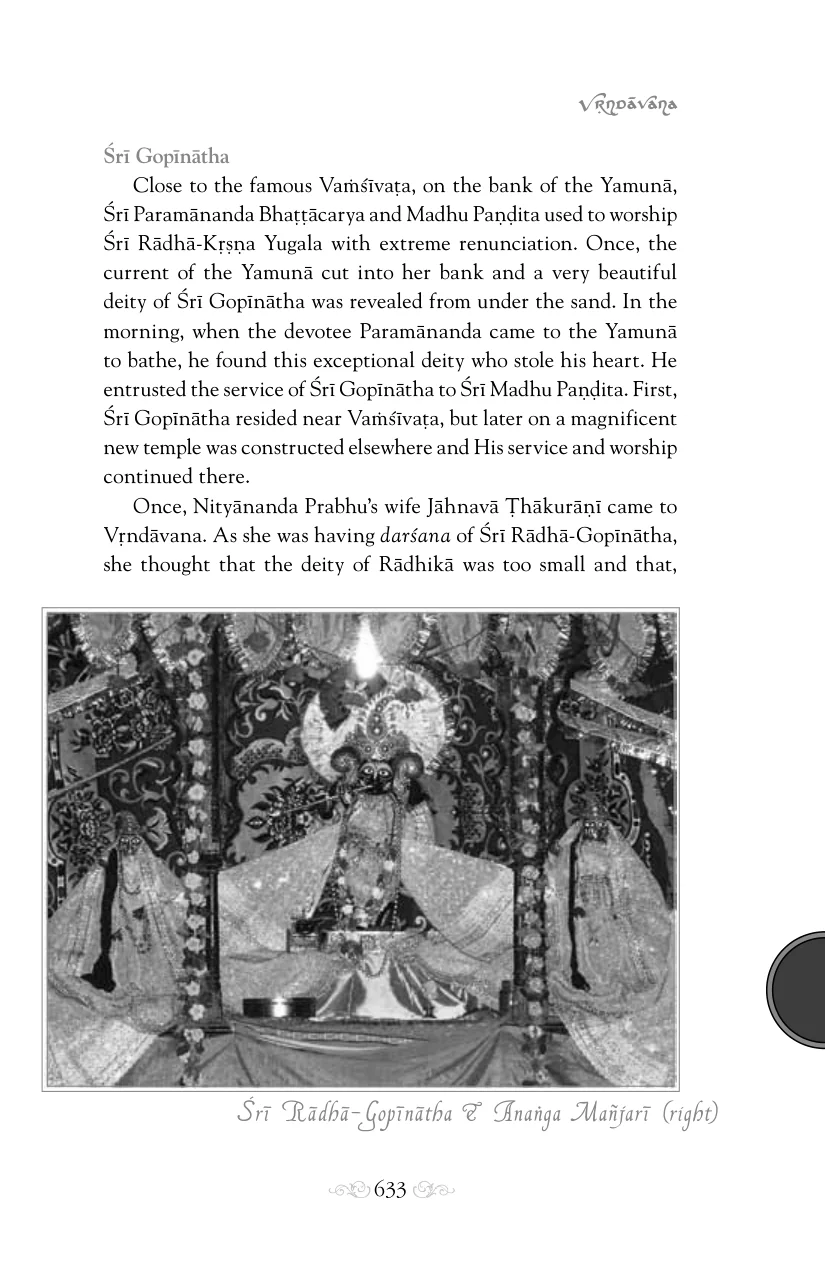 Vṛndāvana
Śrī Gopīnātha
Close to the famous Vaṁśīvaṭa, on the bank of the Yamunā,
Śrī Paramānanda Bhaṭṭācarya and Madhu Paṇḍita used to worship
Śrī Rādhā-Kṛṣṇa Yugala with extreme renunciation. Once, the
current of the Yamunā cut into her bank and a very beautiful
deity of Śrī Gopīnātha was revealed from under the sand. In the
morning, when the devotee Paramānanda came to the Yamunā
to bathe, he found this exceptional deity who stole his heart. He
entrusted the service of Śrī Gopīnātha to Śrī Madhu Paṇḍita. First,
Śrī Gopīnātha resided near Vaṁśīvaṭa, but later on a magnificent
new temple was constructed elsewhere and His service and worship
continued there.
Once, Nityānanda Prabhu's wife Jāhnavā Ṭhākurāṇī came to
Vṛndāvana. As she was having darśana of Śrī Rādhā-Gopīnātha,
she thought that the deity of Rādhikā was too small and that,
Śrī Rādhā-Gopīnātha & Anaṅga Mañjarī (right)
633